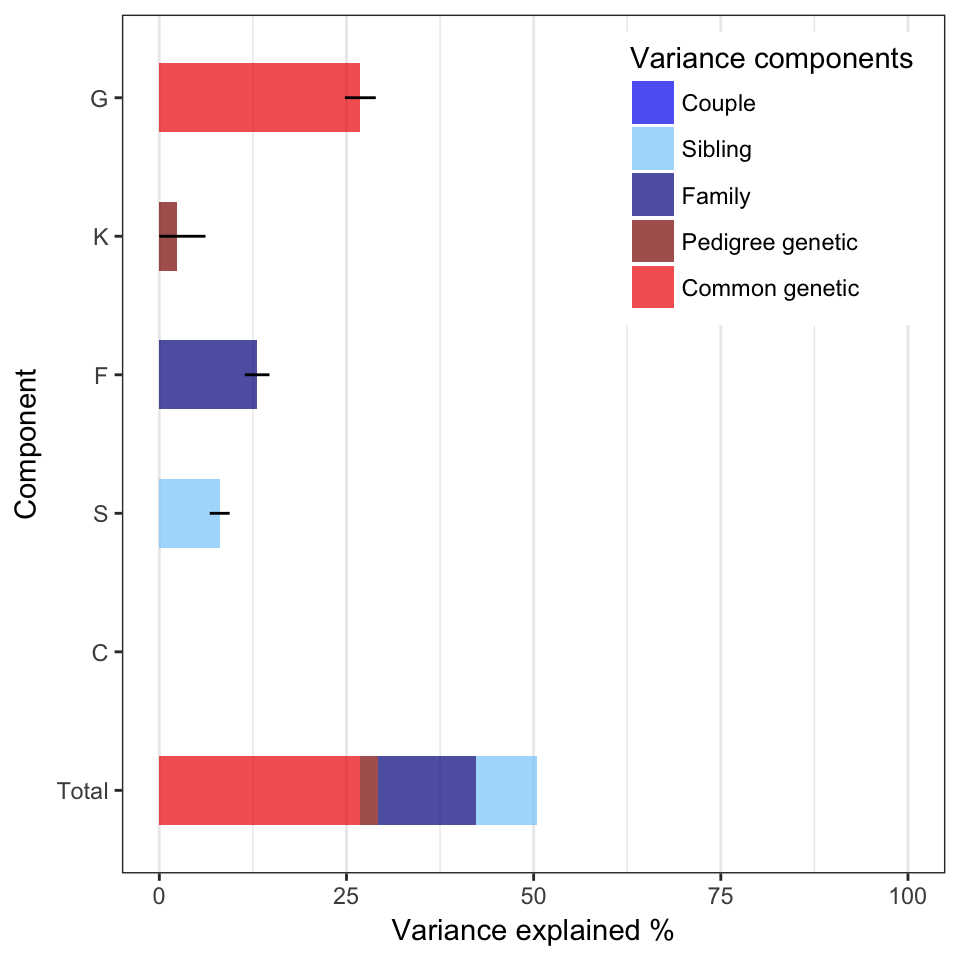 Variance components
Couple
Sibling
Family
Pedigree genetic
Common genetic
G
K
F
S
C
Total
Component
0 25 50 75 100
Variance explained %